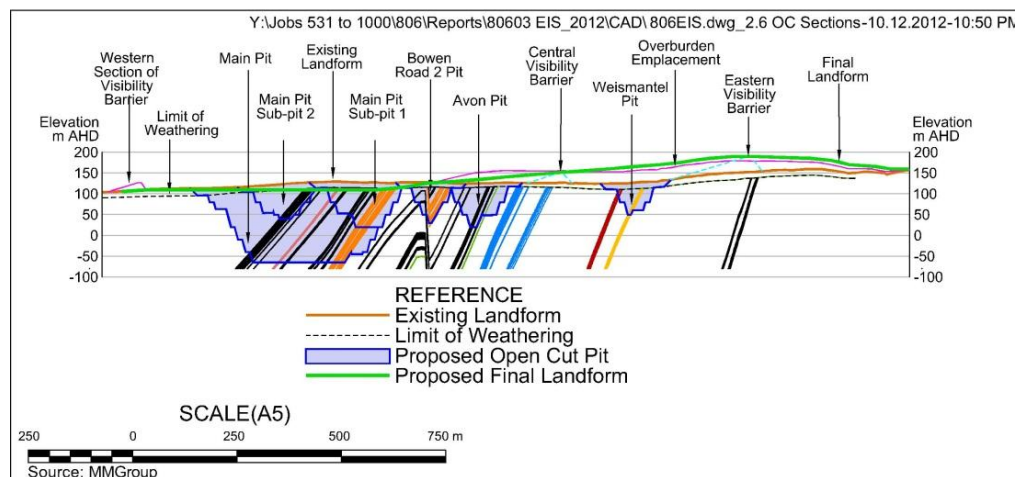 Y:\Jobs 531 to 1000\806\Reports\80603 EIS_2012\CAD\ 806EIS.dwg_2.6 OC Sections-10.12.2012-10:50 PM
Western
Section of
Visibility
Barrier
Main Pit
Existing
Landform
Bowen
Road 2 Pit
Central
Visibility
Barrier
Overburden
Emplacement
Eastern
Visibility
Barrier
Final
Landform
Limit of
Weathering
Main Pit
Sub-pit 2
Main Pit
Sub-pit 1
Avon Pit
Weismantel
Pit
Elevation
m AHD
200
150
100
50
0
-50
-100
Elevation
m AHD
200
150
100
50
0
-50
-100
REFERENCE
Existing Landform
Limit of Weathering
Proposed Open Cut Pit
Proposed Final Landform
SCALE(A5)
250 0 250 500 750 m
Source: MMGroup